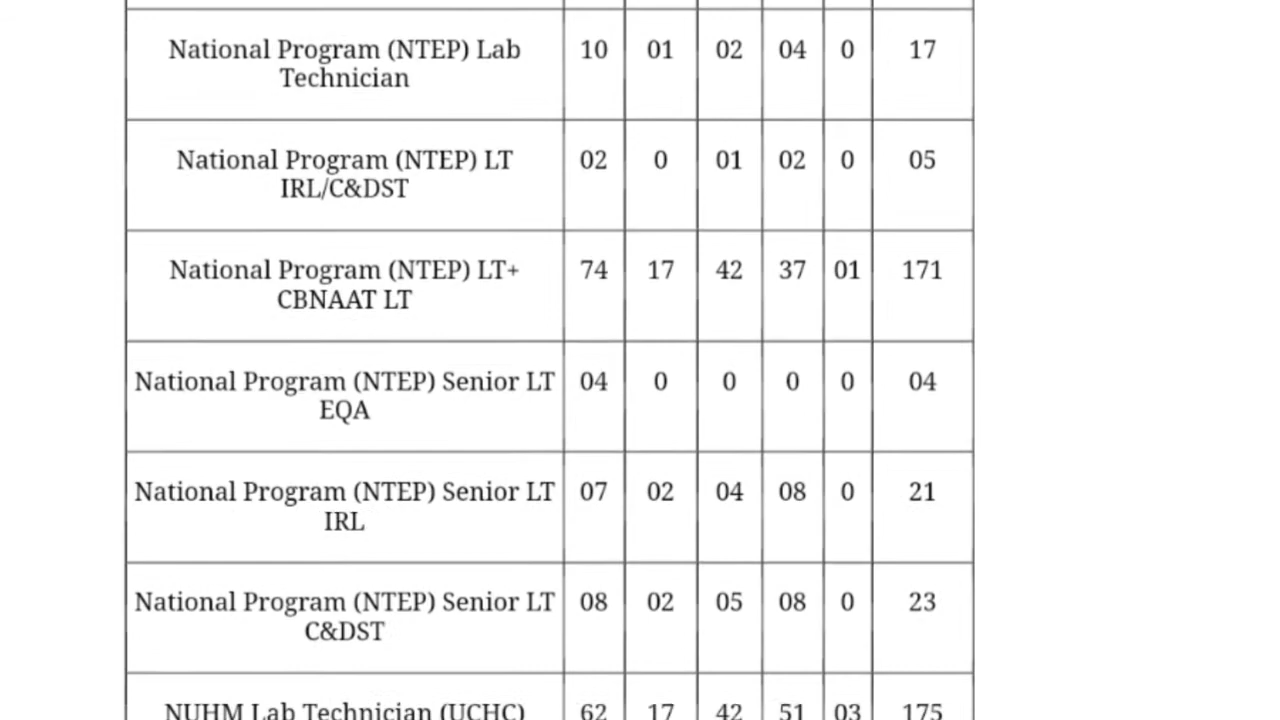 National Program (NTEP) Lab Technician 10 01 02 04 0 17
National Program (NTEP) LT IRL/C&DST 02 0 01 02 0 05
National Program (NTEP) LT+ CBNAAT LT 74 17 42 37 01 171
National Program (NTEP) Senior LT EQA 04 0 0 0 0 04
National Program (NTEP) Senior LT IRL 07 02 04 08 0 21
National Program (NTEP) Senior LT C&DST 08 02 05 08 0 23
NUHM Lab Technician (UCHC) 62 17 42 51 03 175